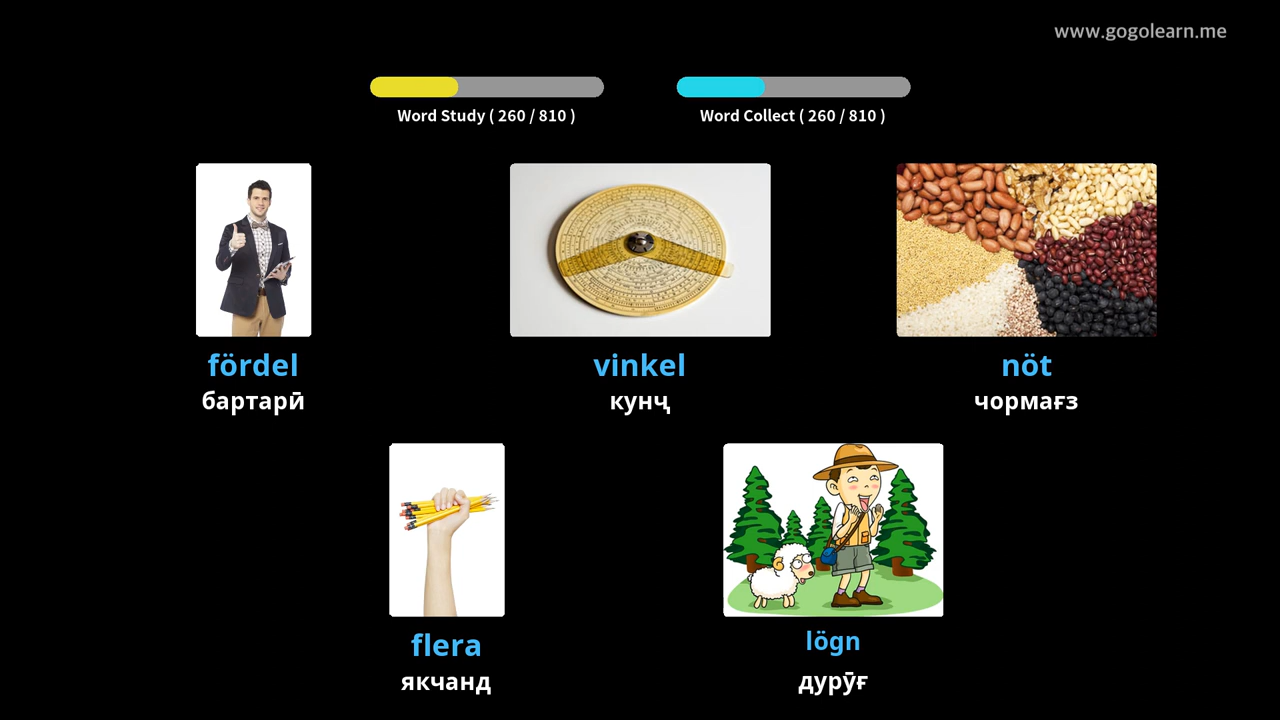 www.gogolearn.me
Word Study ( 260 / 810 )
Word Collect ( 260 / 810 )
fördel
бартарӣ
vinkel
кунҷ
nöt
чормағз
flera
якчанд
lögn
дурӯғ